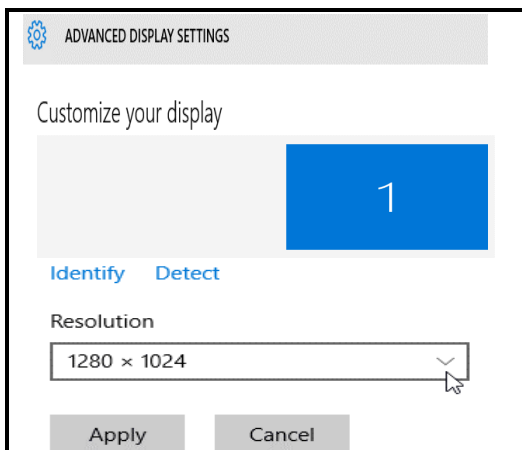 ADVANCED DISPLAY SETTINGS
Customize your display
1
Identify Detect
Resolution
1280 × 1024
Apply Cancel